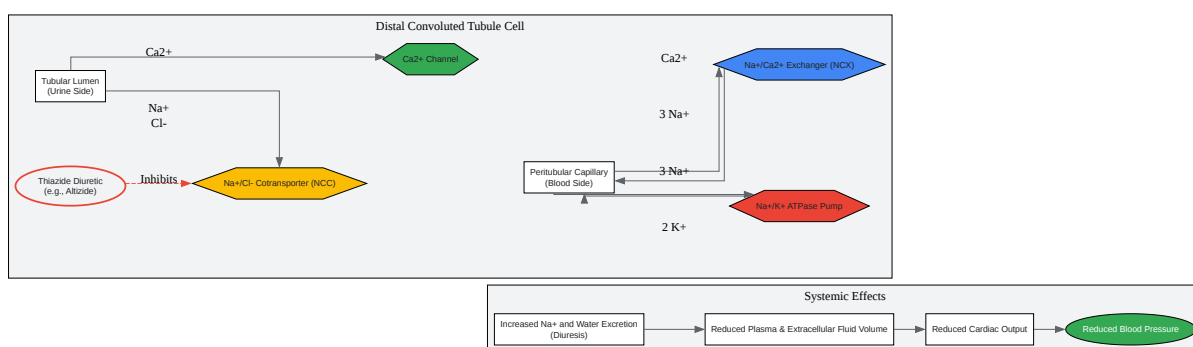 Distal Convoluted Tubule Cell
Ca2+
Ca2+ Channel
Ca2+
Na+/Ca2+ Exchanger (NCX)
Tubular Lumen
(Urine Side)
Na+
Cl-
3 Na+
Thiazide Diuretic
(e.g., Altizide)
Inhibits
Na+/Cl- Cotransporter (NCC)
Peritubular Capillary
(Blood Side)
3 Na+
Na+/K+ ATPase Pump
2 K+
Systemic Effects
Increased Na+ and Water Excretion
(Diuresis)
Reduced Plasma & Extracellular Fluid Volume
Reduced Cardiac Output
Reduced Blood Pressure